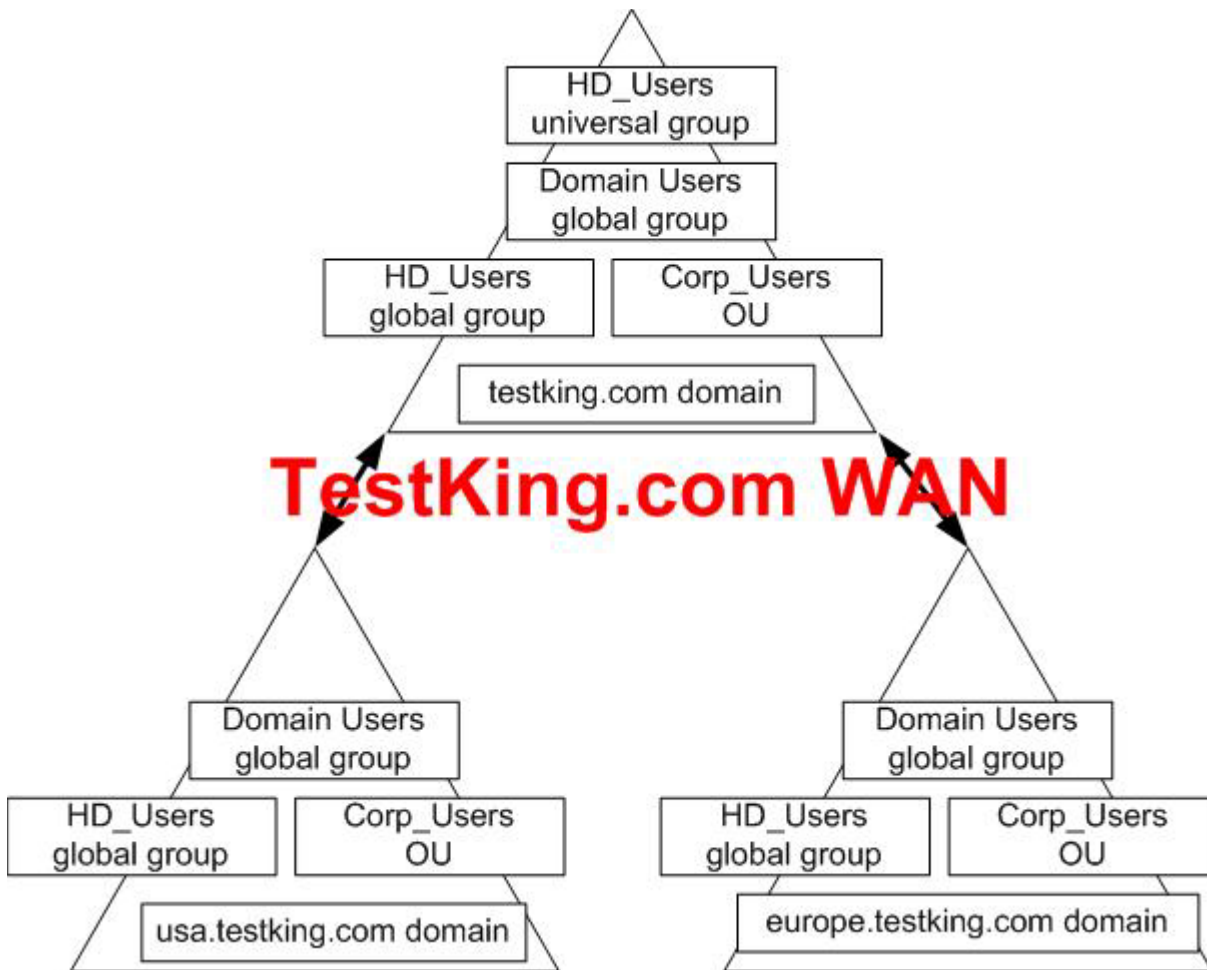 HD_Users
universal group
Domain Users
global group
HD_Users
global group
Corp_Users
OU
testking.com domain
TestKing.com WAN
Domain Users
global group
HD_Users
global group
Corp_Users
OU
usa.testking.com domain
Domain Users
global group
HD_Users
global group
Corp_Users
OU
europe.testking.com domain